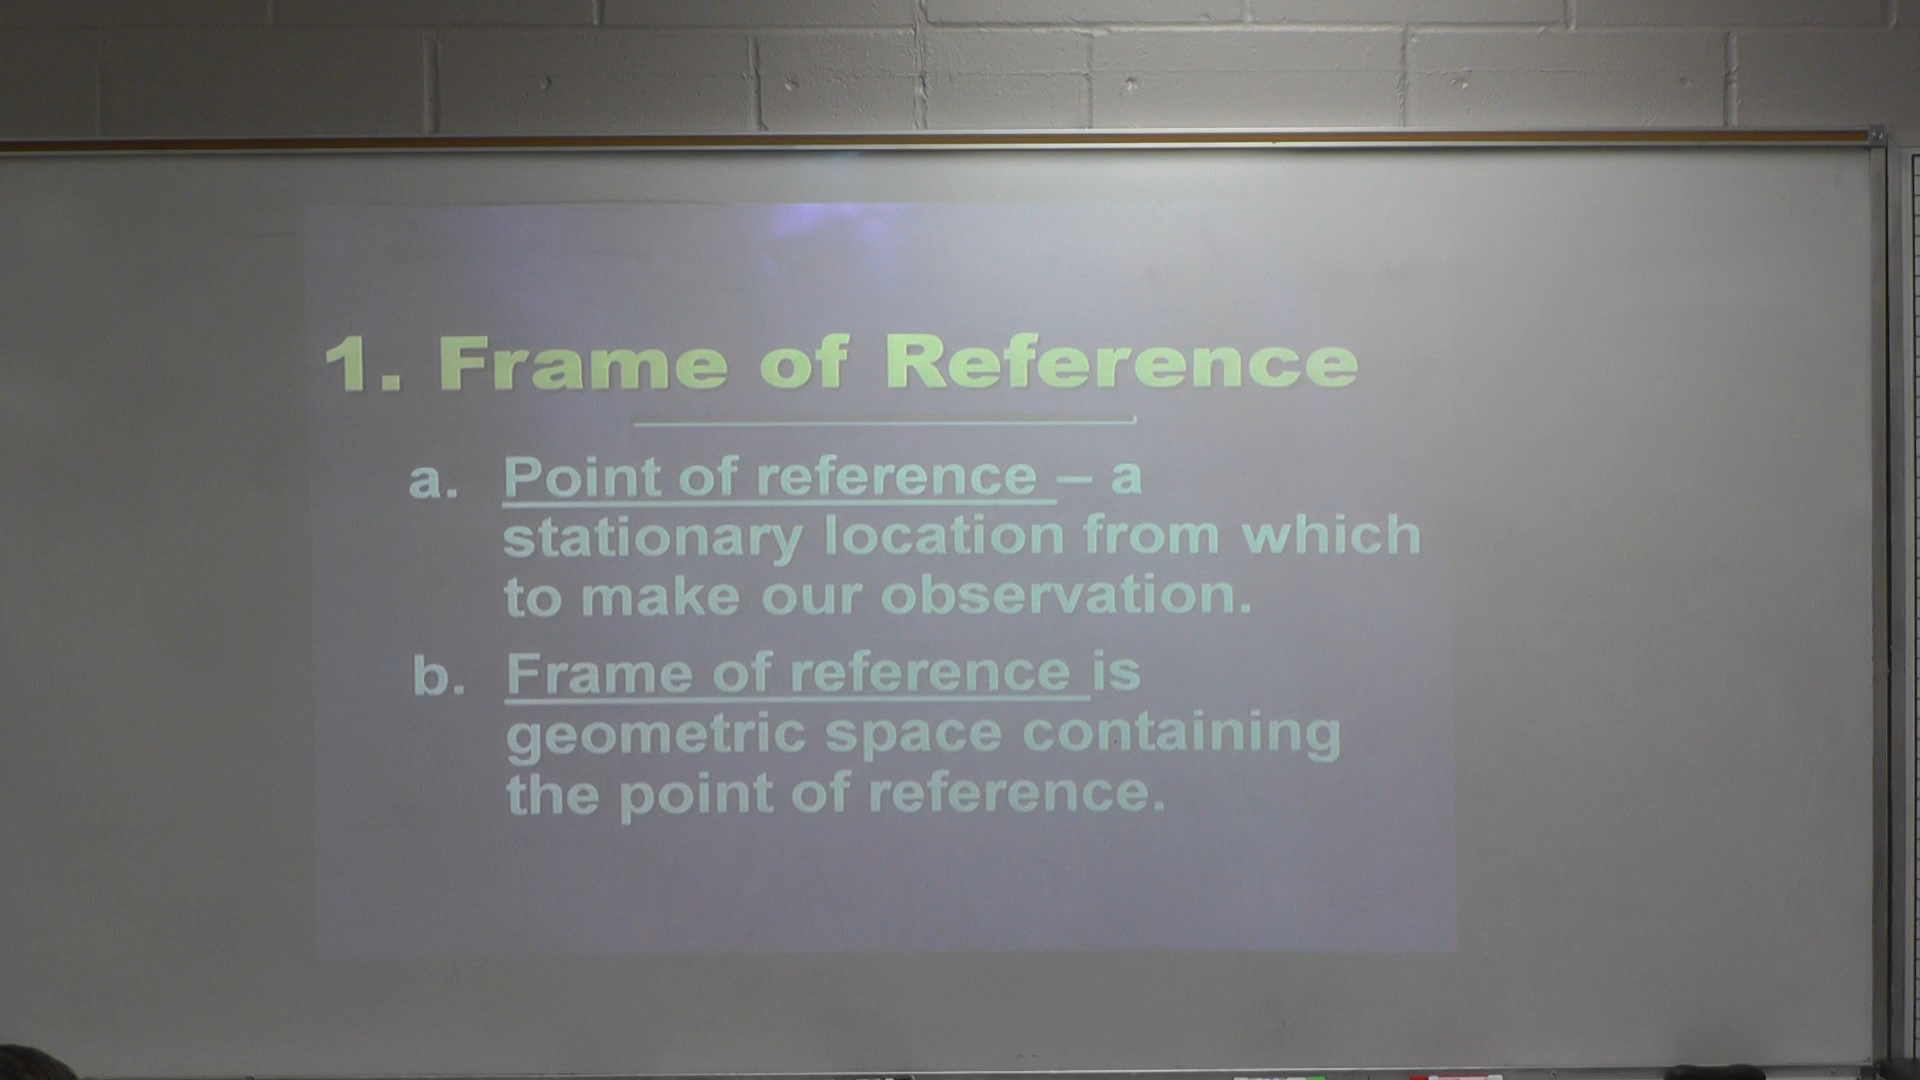 1. Frame of Reference
a. Point of reference – a
stationary location from which
to make our observation.
b. Frame of reference is
geometric space containing
the point of reference.